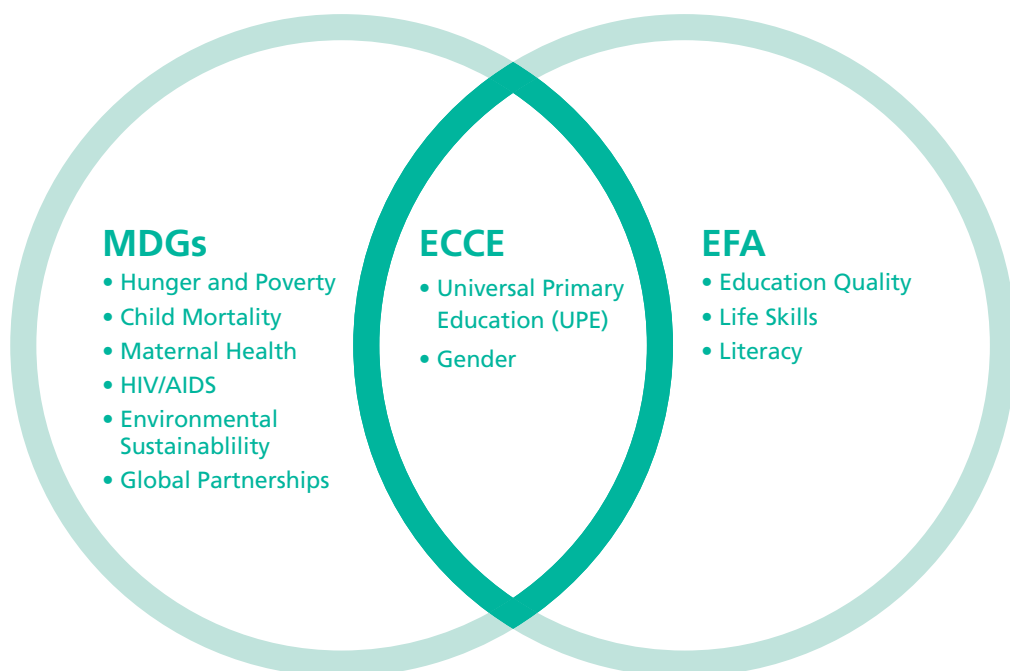 MDGs
• Hunger and Poverty
• Child Mortality
• Maternal Health
• HIV/AIDS
• Environmental
Sustainablility
• Global Partnerships
ECCE
• Universal Primary
Education (UPE)
• Gender
EFA
• Education Quality
• Life Skills
• Literacy